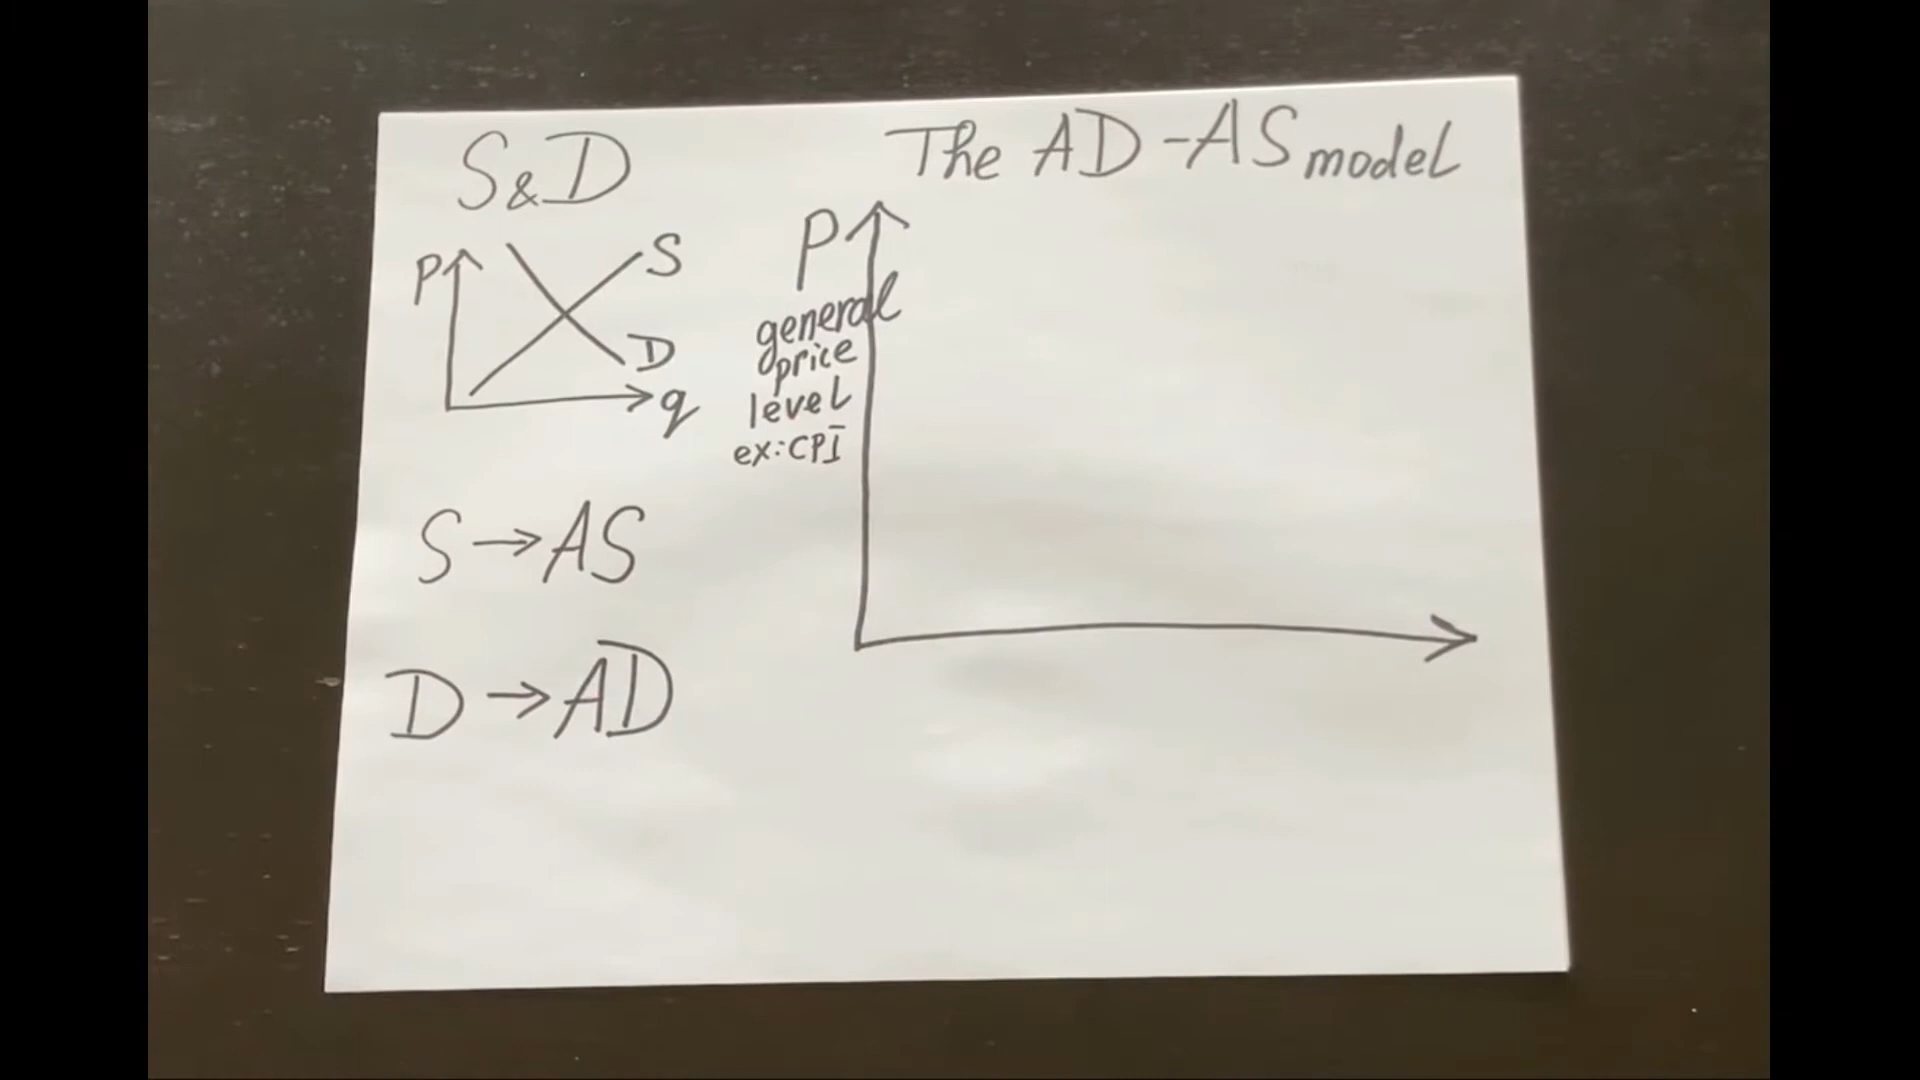 S&D
P
S
D
q
S→AS
D→AD
The AD-AS model
P
general
price
level
ex: CPI